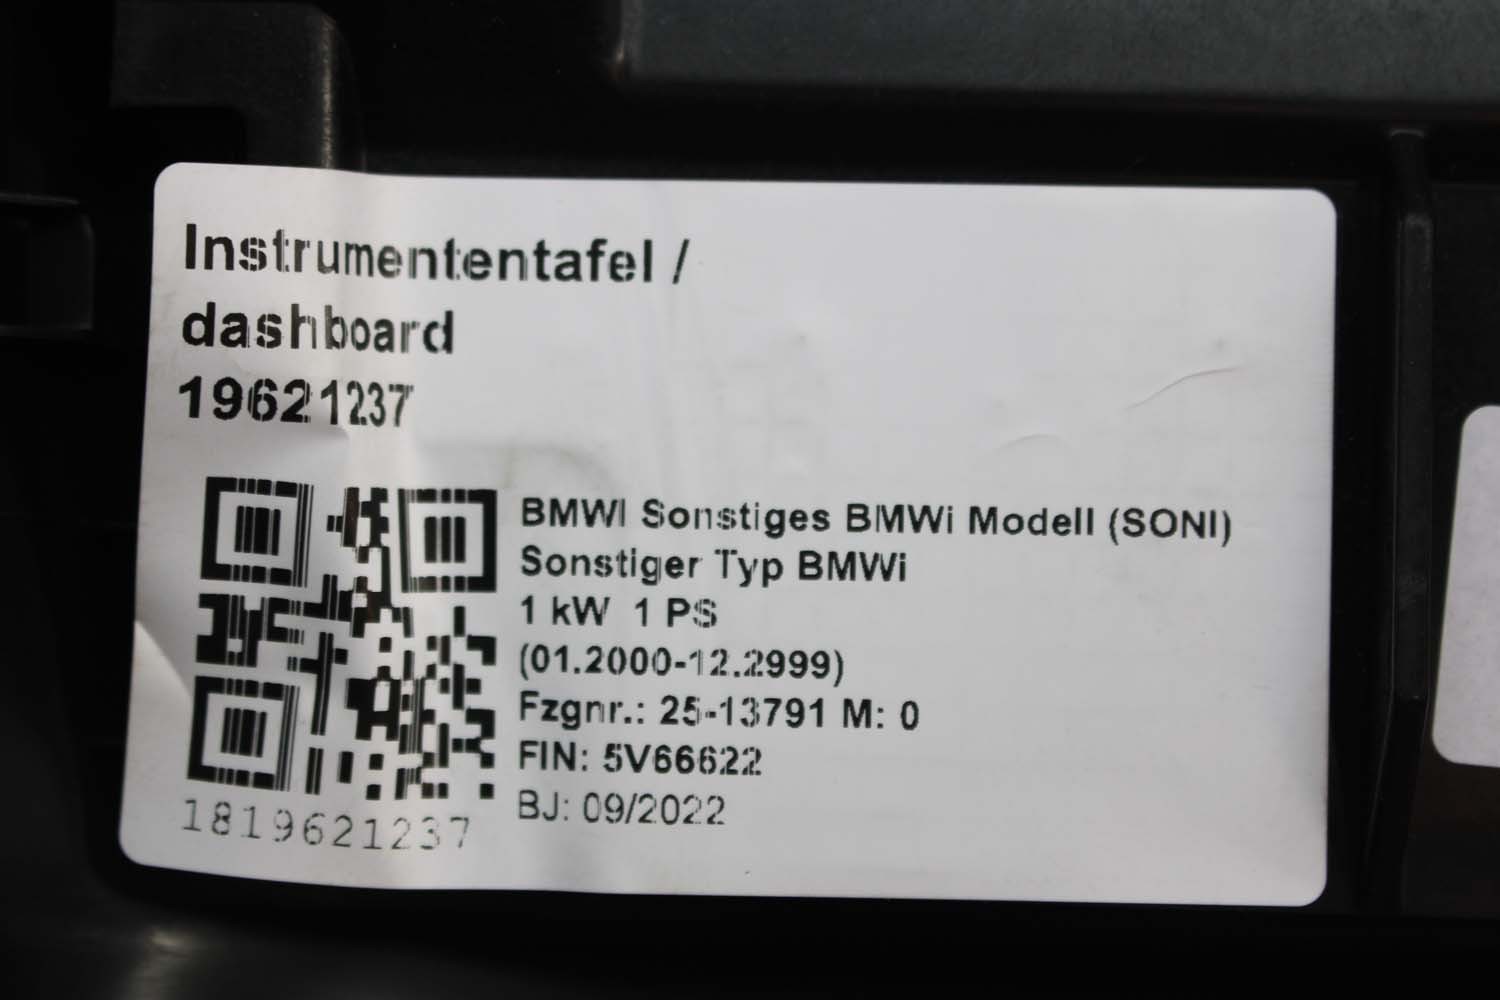 Instrumententafel /
dashboard
19621237
BMWI Sonstiges BMWi Modell (SONI)
Sonstiger Typ BMWi
1 kW 1 PS
(01.2000-12.2999)
Fzgnr.: 25-13791 M: 0
FIN: 5V66622
BJ: 09/2022
1819621237